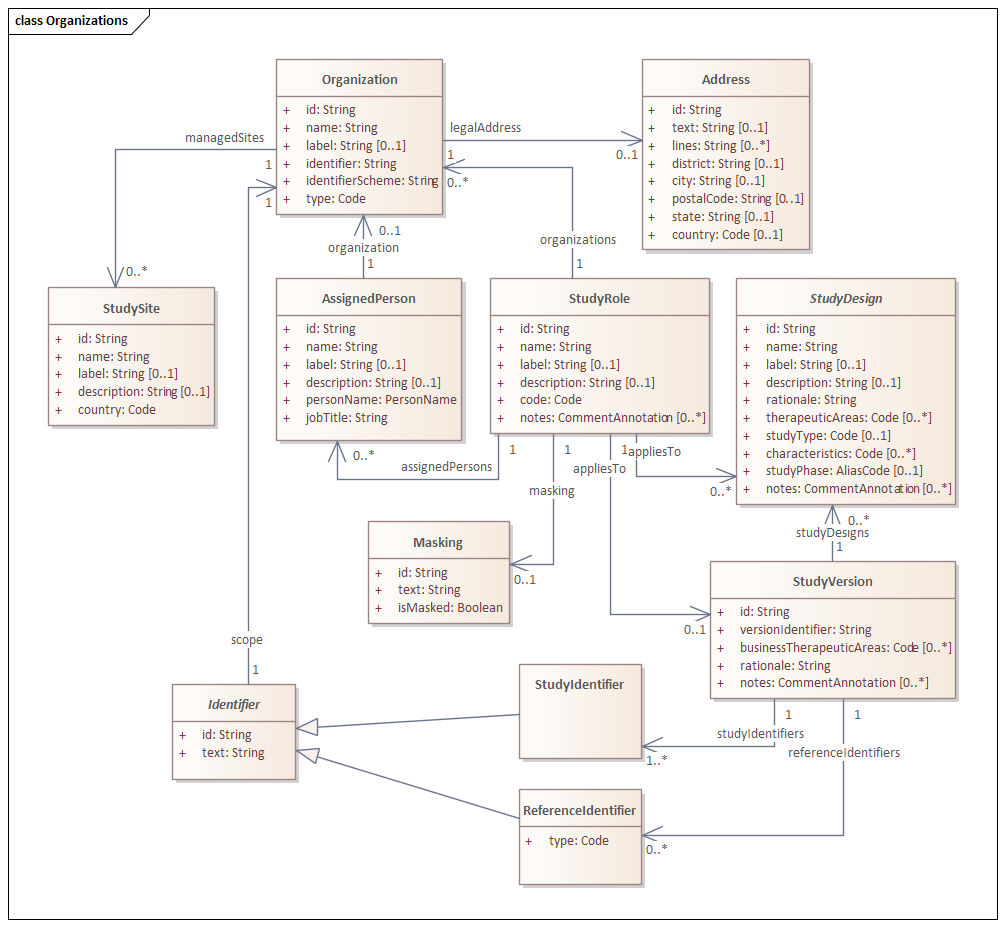 class Organizations
Organization
+ id: String
+ name: String
+ label: String [0..1]
+ identifier: String
+ identifierScheme: String
+ type: Code
Address
+ id: String
+ text: String [0..1]
+ lines: String [0..*]
+ district: String [0..1]
+ city: String [0..1]
+ postalCode: String [0..1]
+ state: String [0..1]
+ country: Code [0..1]
managedSites
1
0..*
legalAddress
1
0..1
0..*
organizations
1
0..1
organization
1
1
StudySite
+ id: String
+ name: String
+ label: String [0..1]
+ description: String [0..1]
+ country: Code
AssignedPerson
+ id: String
+ name: String
+ label: String [0..1]
+ description: String [0..1]
+ personName: PersonName
+ jobTitle: String
StudyRole
+ id: String
+ name: String
+ label: String [0..1]
+ description: String [0..1]
+ code: Code
+ notes: CommentAnnotation [0..*]
StudyDesign
+ id: String
+ name: String
+ label: String [0..1]
+ description: String [0..1]
+ rationale: String
+ therapeuticAreas: Code [0..*]
+ studyType: Code [0..1]
+ characteristics: Code [0..*]
+ studyPhase: AliasCode [0..1]
+ notes: CommentAnnotation [0..*]
0..*
assignedPersons
1
1
masking
0..1
1
appliesTo
appliesTo
0..*
0..1
0..*
studyDesigns
1
Masking
+ id: String
+ text: String
+ isMasked: Boolean
StudyVersion
+ id: String
+ versionIdentifier: String
+ businessTherapeuticAreas: Code [0..*]
+ rationale: String
+ notes: CommentAnnotation [0..*]
scope
1
Identifier
+ id: String
+ text: String
StudyIdentifier
1
studyIdentifiers
1..*
1
referenceIdentifiers
0..*
ReferenceIdentifier
+ type: Code